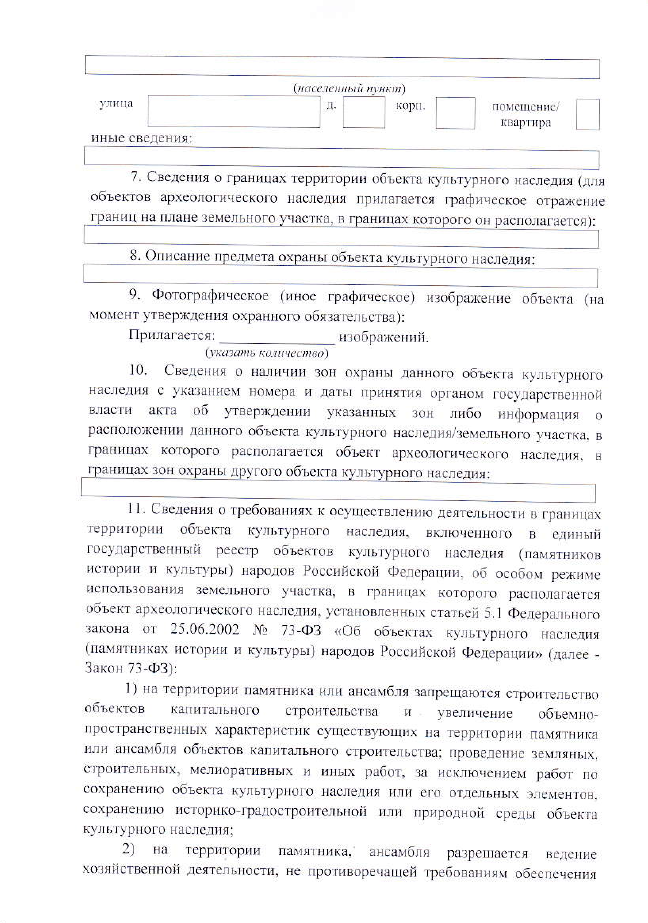 (населенный пункт)
улица д. корп. помещение/
квартира
иные сведения:
7. Сведения о границах территории объекта культурного наследия (для
объектов археологического наследия прилагается графическое отражение
границ на плане земельного участка, в границах которого он располагается):
8. Описание предмета охраны объекта культурного наследия:
9. Фотографическое (иное графическое) изображение объекта (на
момент утверждения охранного обязательства):
Прилагается: _______________ изображений.
(указать количество)
10. Сведения о наличии зон охраны данного объекта культурного
наследия с указанием номера и даты принятия органом государственной
власти акта об утверждении указанных зон либо информация о
расположении данного объекта культурного наследия/земельного участка, в
границах которого располагается объект археологического наследия, в
границах зон охраны другого объекта культурного наследия:
11. Сведения о требованиях к осуществлению деятельности в границах
территории объекта культурного наследия, включенного в единый
государственный реестр объектов культурного наследия (памятников
истории и культуры) народов Российской Федерации, об особом режиме
использования земельного участка, в границах которого располагается
объект археологического наследия, установленных статьей 5.1 Федерального
закона от 25.06.2002 № 73-ФЗ «Об объектах культурного наследия
(памятниках истории и культуры) народов Российской Федерации» (далее -
Закон 73-ФЗ):
1) на территории памятника или ансамбля запрещаются строительство
объектов капитального строительства и увеличение объемно-
пространственных характеристик существующих на территории памятника
или ансамбля объектов капитального строительства; проведение земляных,
строительных, мелиоративных и иных работ, за исключением работ по
сохранению объекта культурного наследия или его отдельных элементов,
сохранению историко-градостроительной или природной среды объекта
культурного наследия;
2) на территории памятника, ансамбля разрешается ведение
хозяйственной деятельности, не противоречащей требованиям обеспечения